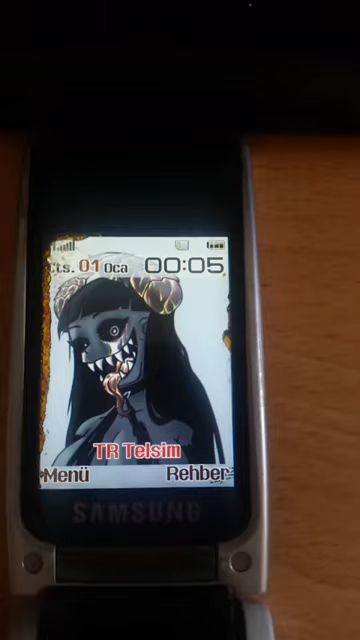 Cts. 01 Oca 00:05
TR Telsim
Menü Rehber
SAMSUNG